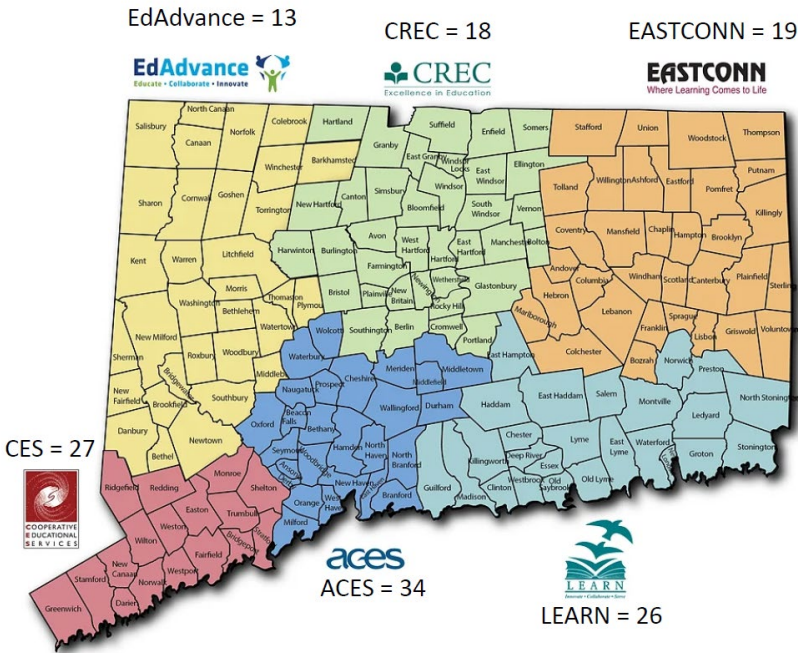 EdAdvance = 13
CREC = 18
EASTCONN = 19
EdAdvance
Educate • Collaborate • Innovate
CREC
Excellence in Education
EASTCONN
Where Learning Comes to Life
Salisbury
North Canaan
Canaan
Norfolk
Colebrook
Hartland
Granby
Suffield
Enfield
Somers
Stafford
Union
Woodstock
Thompson
Winchester
Barkhamsted
East Granby
Windsor Locks
East Windsor
Ellington
Putnam
Sharon
Cornwall
Goshen
Torrington
New Hartford
Canton
Simsbury
Bloomfield
Windsor
South Windsor
Vernon
Tolland
Willington
Ashford
Eastford
Pomfret
Killingly
Kent
Warren
Litchfield
Harwinton
Burlington
Avon
West Hartford
Hartford
East Hartford
Manchester
Bolton
Coventry
Mansfield
Chaplin
Hampton
Brooklyn
Farmington
Andover
Columbia
Windham
Scotland
Canterbury
Plainfield
Sterling
Washington
Morris
Bethlehem
Thomaston
Plymou
Watertow
Bristol
Plainville
New Britain
Newington
Wethersfield
Rocky Hill
Glastonbury
Hebron
Marlborough
Lebanon
Franklin
Sprague
Lisbon
Griswold
Voluntow
New Milford
Roxbury
Woodbury
Wolcott
Southington
Berlin
Cromwell
Portland
East Hampton
Colchester
Bozrah
Norwich
Preston
Sherman
Bridgewater
Middleb
Waterbury
Cheshire
Meriden
Middletown
Middlefield
New Fairfield
Brookfield
Southbury
Naugatuck
Prospect
Wallingford
Durham
Haddam
East Haddam
Salem
Montville
Ledyard
North Stonington
Danbury
Bethel
Newtown
Oxford
Beacon Falls
Bethany
Hamden
North Haven
North Branford
Chester
Deep River
Essex
Lyme
East Lyme
Waterford
Groton
Stonington
CES = 27
Ridgefield
Redding
Monroe
Shelton
Seymour
Woodbridge
Ansonia
Derby
New Haven
Branford
Guilford
Killingworth
Madison
Clinton
Westbrook
Old Saybrook
Old Lyme
COOPERATIVE
EDUCATIONAL
SERVICES
Easton
Trumbull
Orange
West Haven
Milford
Weston
Wilton
Fairfield
Bridgeport
Stamford
New Canaan
Norwalk
Westport
Darien
Greenwich
aces
ACES = 34
LEARN
Innovate • Collaborate • Serve
LEARN = 26